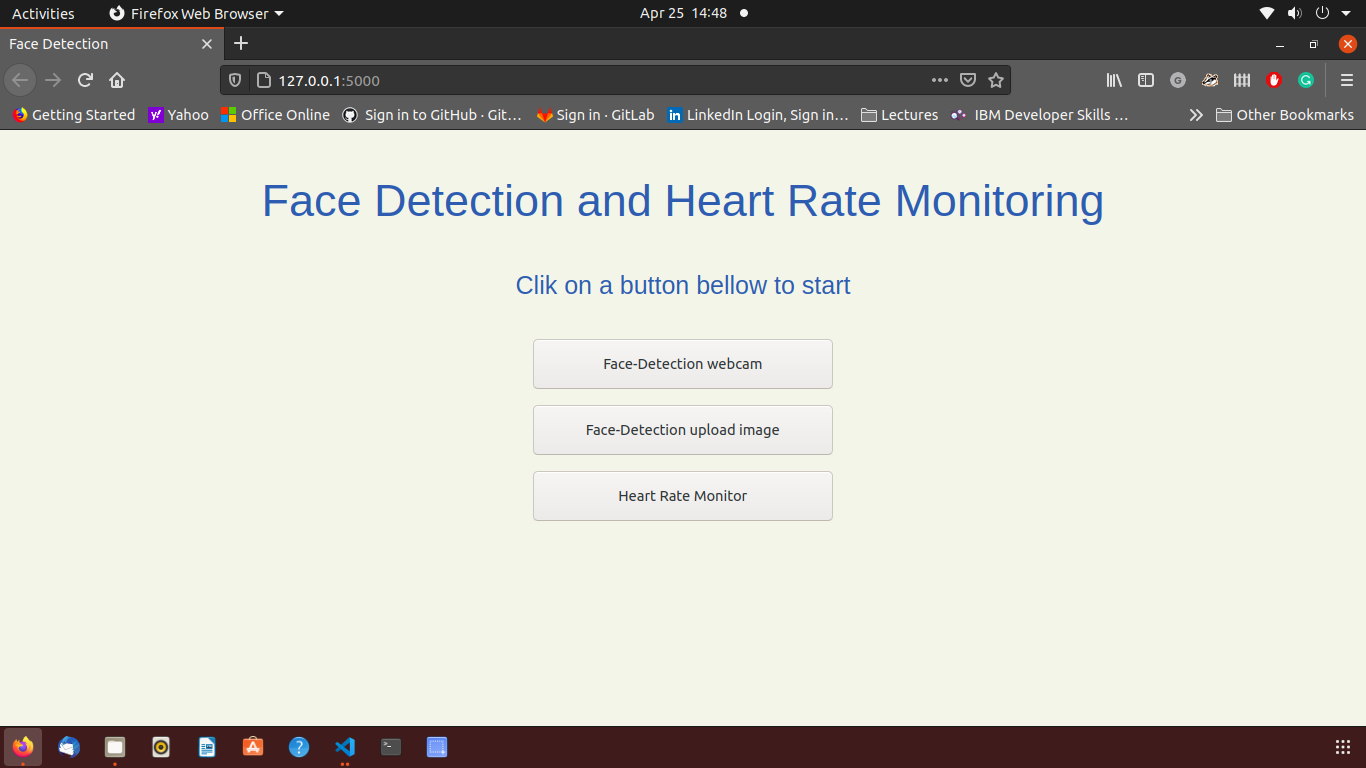 Activities Firefox Web Browser Apr 25 14:48
Face Detection
127.0.0.1:5000
Getting Started Yahoo Office Online Sign in to GitHub · Git… Sign in · GitLab LinkedIn Login, Sign in… Lectures IBM Developer Skills … Other Bookmarks
Face Detection and Heart Rate Monitoring
Clik on a button bellow to start
Face-Detection webcam
Face-Detection upload image
Heart Rate Monitor